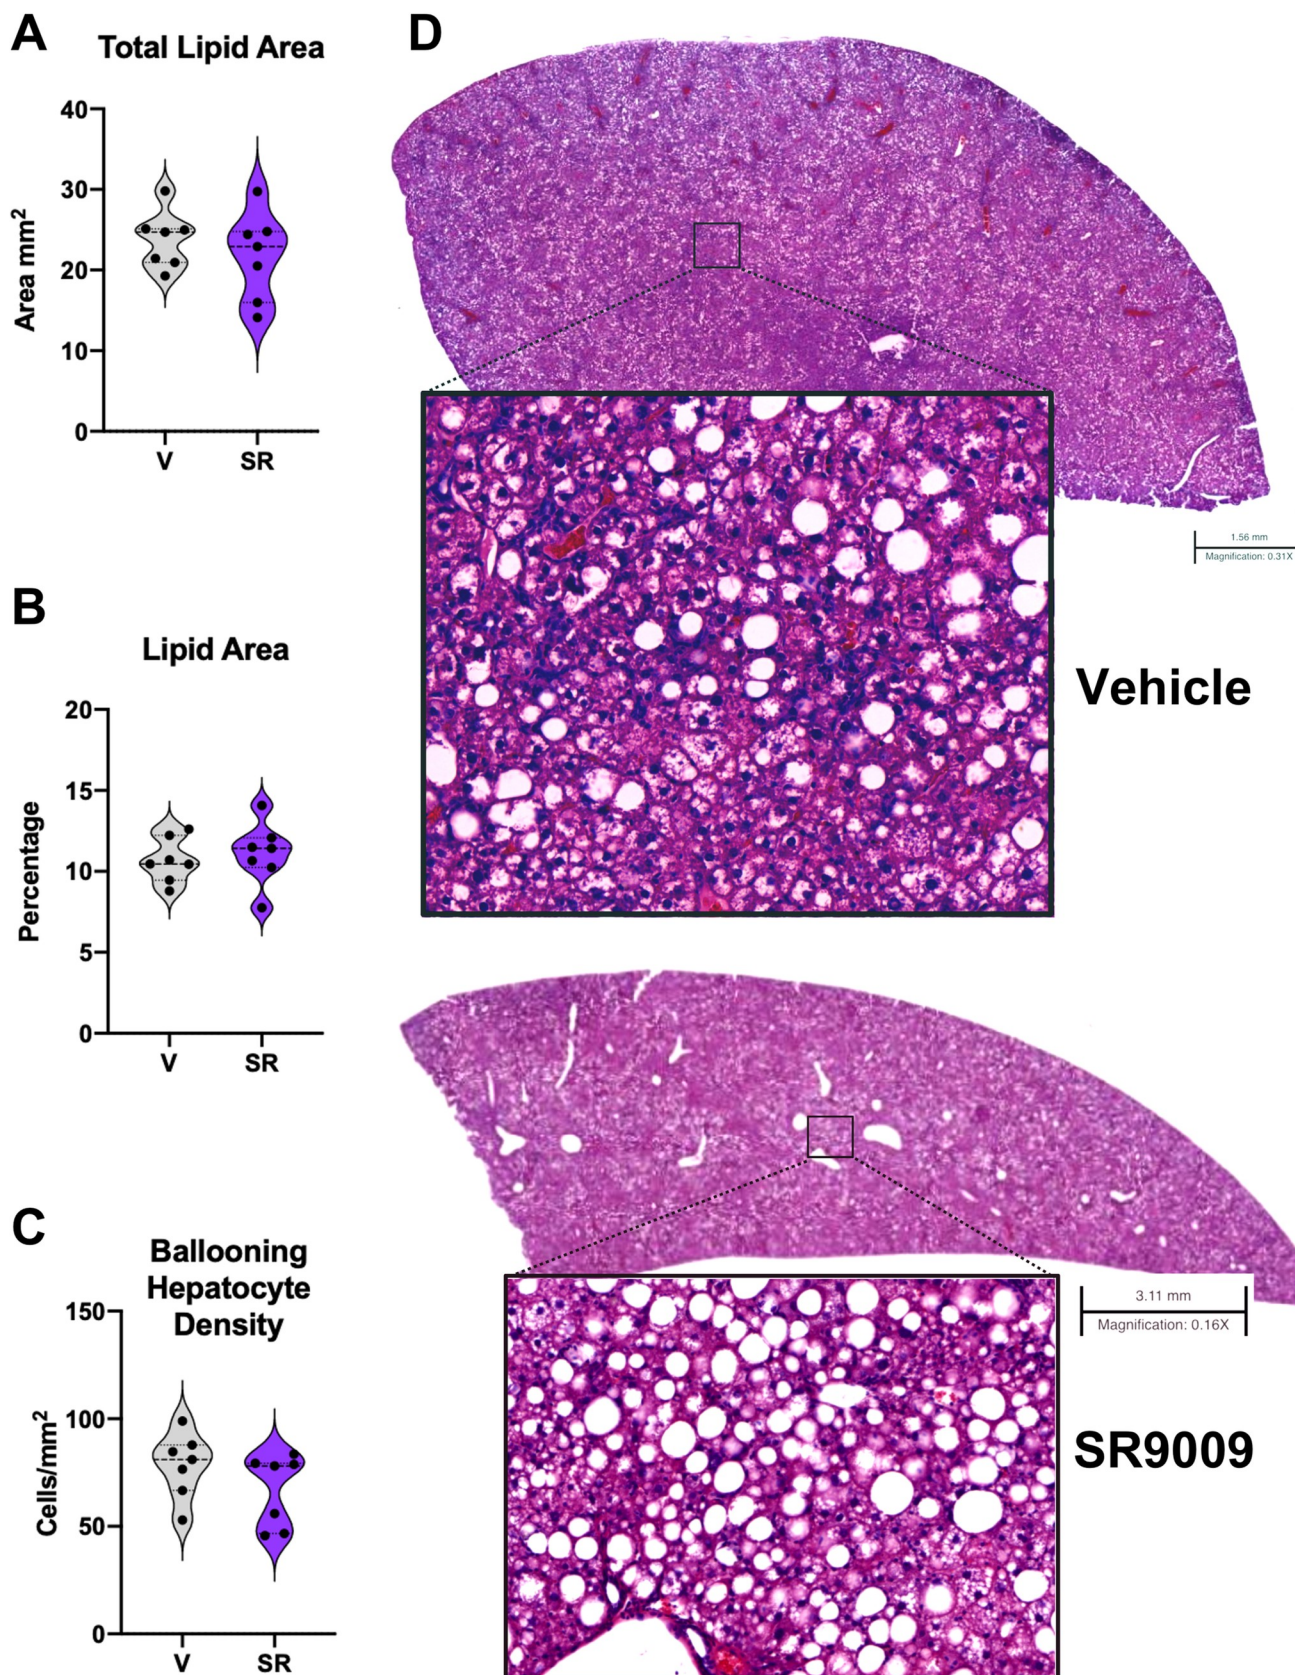 A
Total Lipid Area
40
30
20
10
0
Area mm²
V SR
B
Lipid Area
20
15
10
5
0
Percentage
V SR
C
Ballooning
Hepatocyte
Density
150
100
50
0
Cells/mm²
V SR
D
1.56 mm
Magnification: 0.31X
Vehicle
3.11 mm
Magnification: 0.16X
SR9009